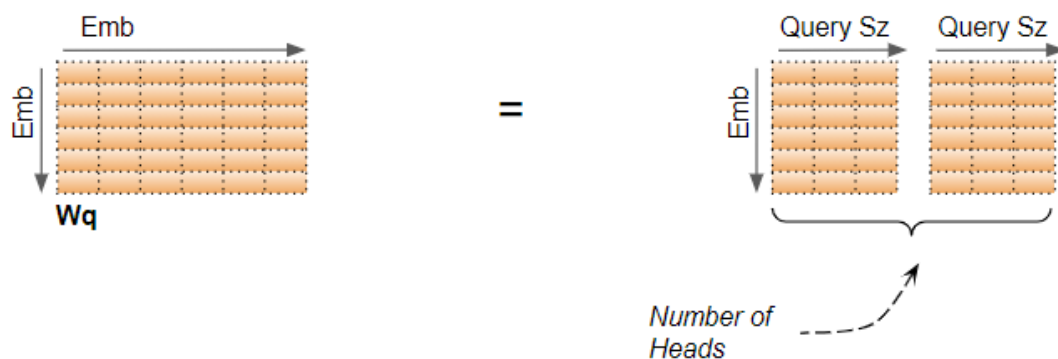 Emb
Query Sz
Query Sz
Emb
=
Emb
Wq
Number of
Heads